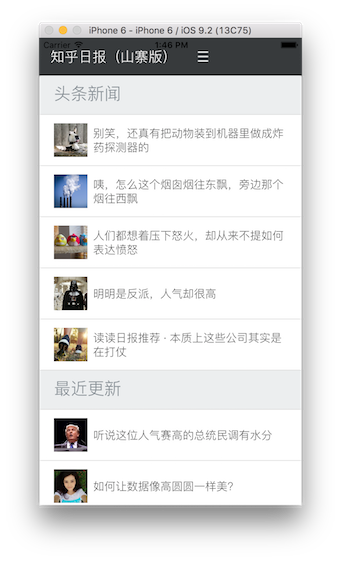 iPhone 6 - iPhone 6 / iOS 9.2 (13C75)
Carrier 1:46 PM
知乎日报（山寨版） ☰
头条新闻
别笑，还真有把动物装到机器里做成炸
药探测器的
咦，怎么这个烟囱烟往东飘，旁边那个
烟往西飘
人们都想着压下怒火，却从来不提如何
表达愤怒
明明是反派，人气却很高
读读日报推荐 · 本质上这些公司其实是
在打仗
最近更新
听说这位人气赛高的总统民调有水分
如何让数据像高圆圆一样美？